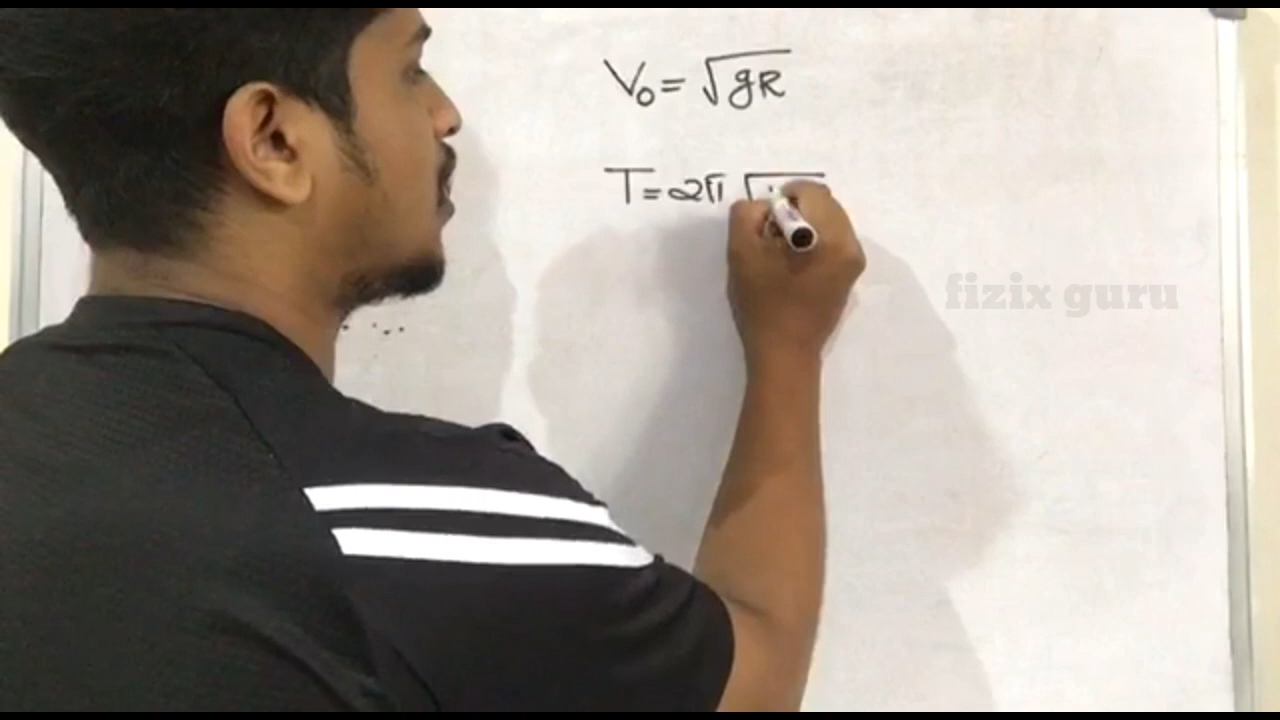 V₀ = √gR
T = 2π √
fizix guru